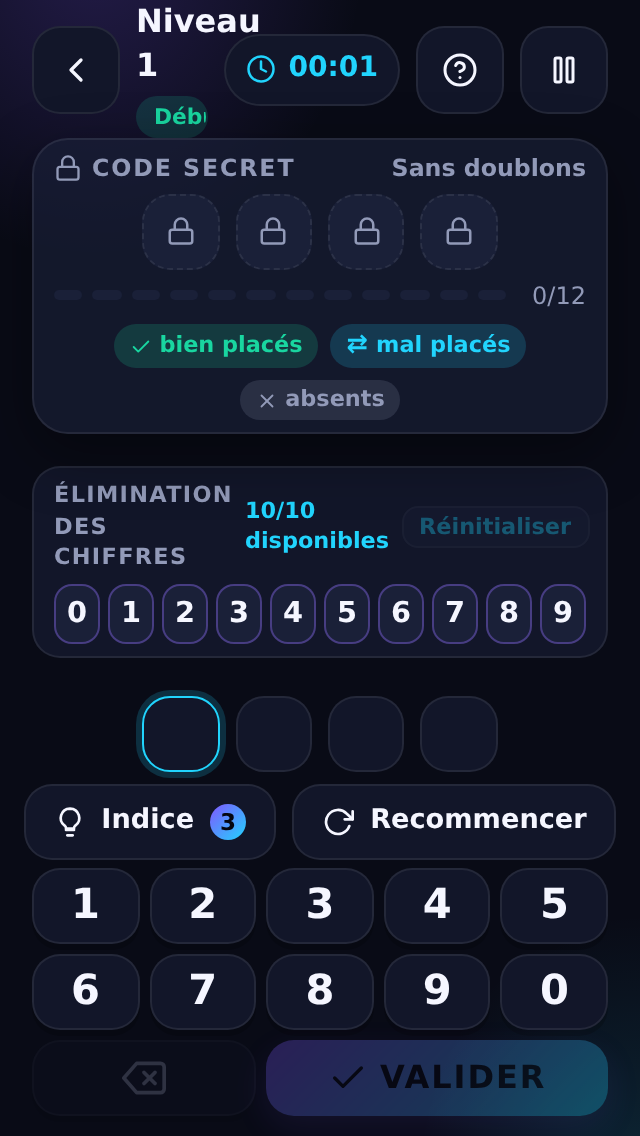 Niveau
1
00:01
CODE SECRET
Sans doublons
0/12
bien placés
mal placés
absents
ÉLIMINATION
DES
CHIFFRES
10/10
disponibles
Réinitialiser
0 1 2 3 4 5 6 7 8 9
Indice 3
Recommencer
1 2 3 4 5
6 7 8 9 0
VALIDER